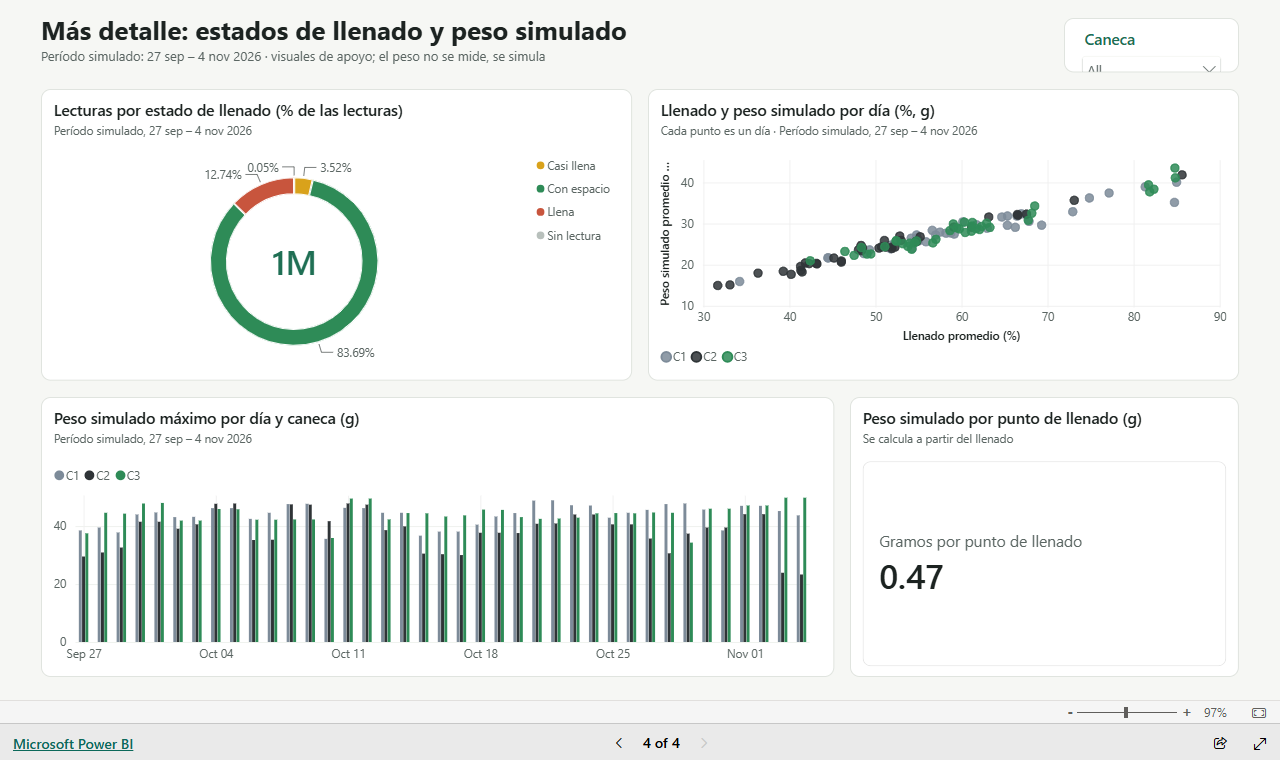 Más detalle: estados de llenado y peso simulado
Período simulado: 27 sep – 4 nov 2026 · visuales de apoyo; el peso no se mide, se simula
Caneca
All
Lecturas por estado de llenado (% de las lecturas)
Período simulado, 27 sep – 4 nov 2026
12.74%
0.05%
3.52%
1M
83.69%
Casi llena
Con espacio
Llena
Sin lectura
Llenado y peso simulado por día (%, g)
Cada punto es un día · Período simulado, 27 sep – 4 nov 2026
Peso simulado promedio ...
40
30
20
10
30
40
50
60
70
80
90
Llenado promedio (%)
C1
C2
C3
Peso simulado máximo por día y caneca (g)
Período simulado, 27 sep – 4 nov 2026
C1
C2
C3
40
20
0
Sep 27
Oct 04
Oct 11
Oct 18
Oct 25
Nov 01
Peso simulado por punto de llenado (g)
Se calcula a partir del llenado
Gramos por punto de llenado
0.47
- + 97%
Microsoft Power BI
4 of 4